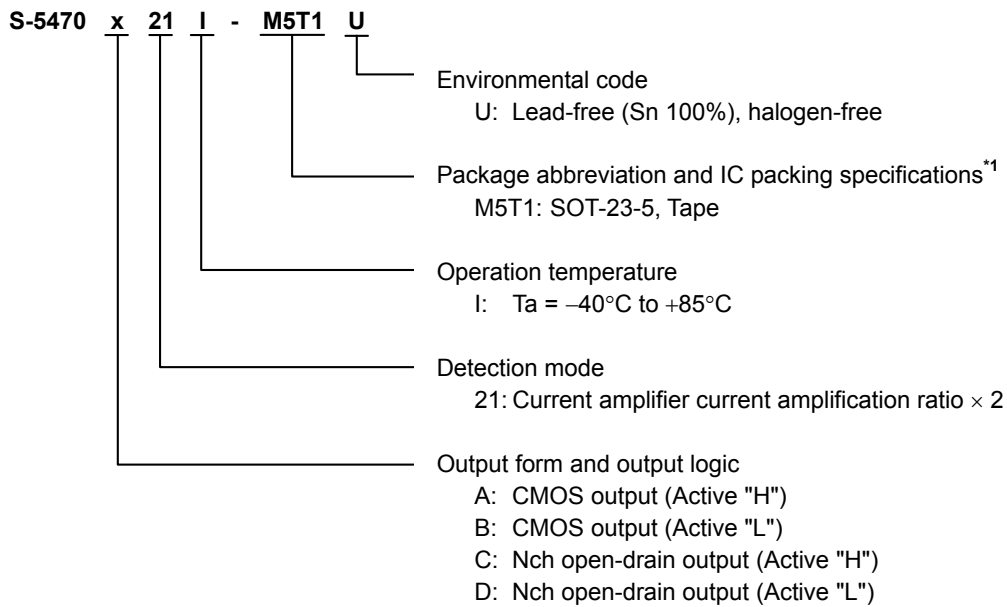 S-5470 x 21 I - M5T1 U
Environmental code
U: Lead-free (Sn 100%), halogen-free
Package abbreviation and IC packing specifications*1
M5T1: SOT-23-5, Tape
Operation temperature
I: Ta = −40°C to +85°C
Detection mode
21: Current amplifier current amplification ratio × 2
Output form and output logic
A: CMOS output (Active "H")
B: CMOS output (Active "L")
C: Nch open-drain output (Active "H")
D: Nch open-drain output (Active "L")